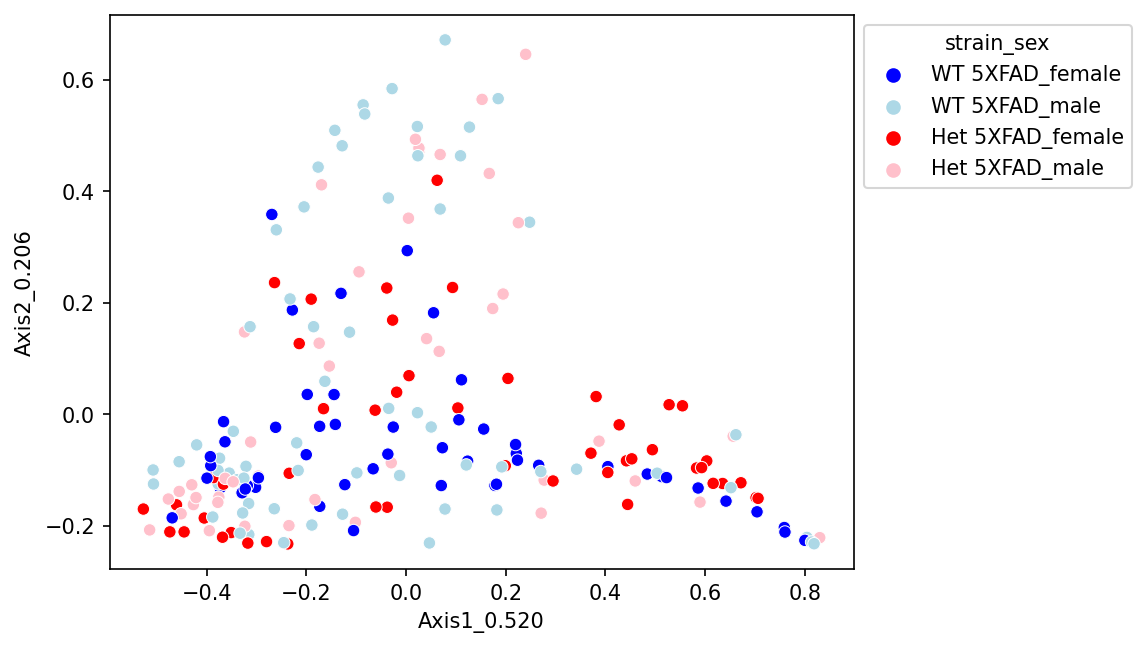 strain_sex
WT 5XFAD_female
WT 5XFAD_male
Het 5XFAD_female
Het 5XFAD_male
Axis2_0.206
0.6
0.4
0.2
0.0
−0.2
−0.4
−0.2
0.0
0.2
0.4
0.6
0.8
Axis1_0.520